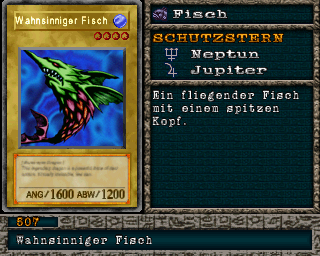 Wahnsinniger Fisch
ANG/1600 ABW/1200
Fisch
SCHUTZSTERN
Neptun
Jupiter
Ein fliegender Fisch
mit einem spitzen
Kopf.
507
Wahnsinniger Fisch